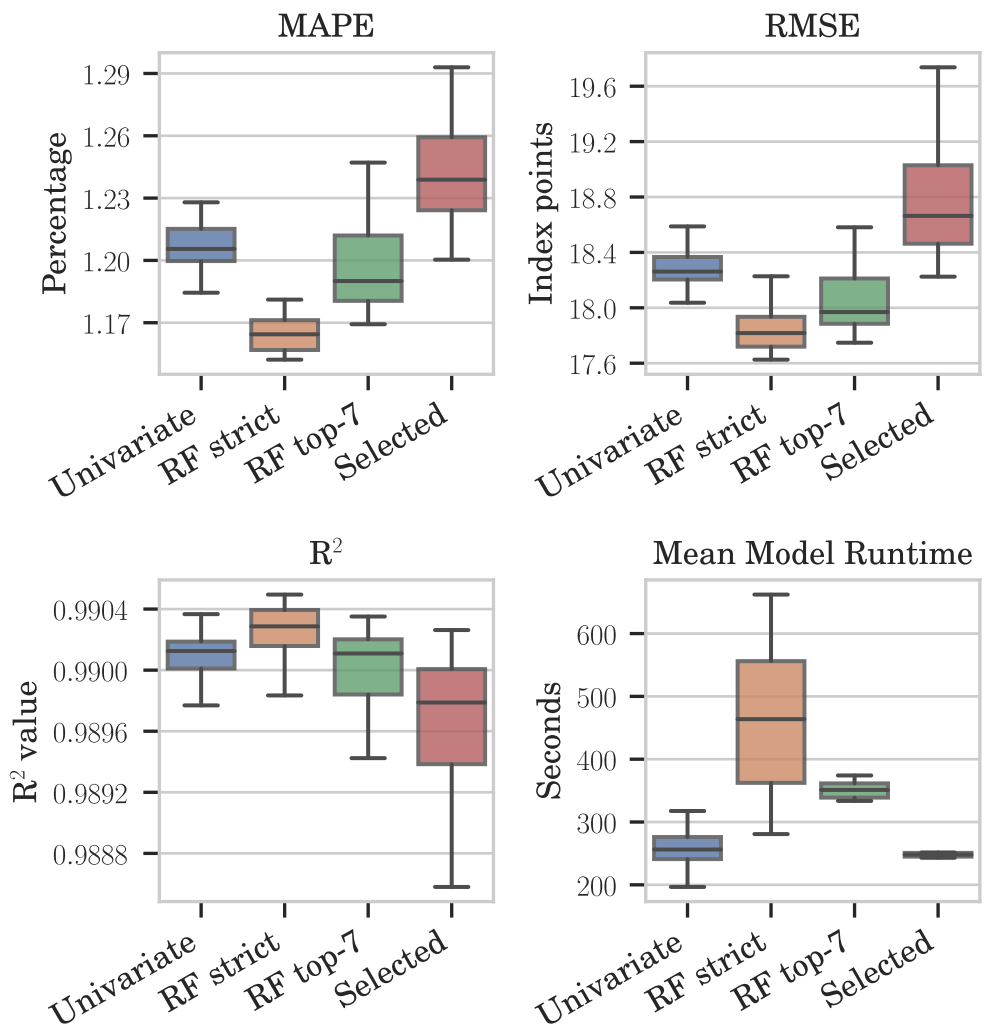 MAPE
Percentage
1.29
1.26
1.23
1.20
1.17
Univariate
RF strict
RF top-7
Selected
RMSE
Index points
19.6
19.2
18.8
18.4
18.0
17.6
Univariate
RF strict
RF top-7
Selected
R²
R² value
0.9904
0.9900
0.9896
0.9892
0.9888
Univariate
RF strict
RF top-7
Selected
Mean Model Runtime
Seconds
600
500
400
300
200
Univariate
RF strict
RF top-7
Selected